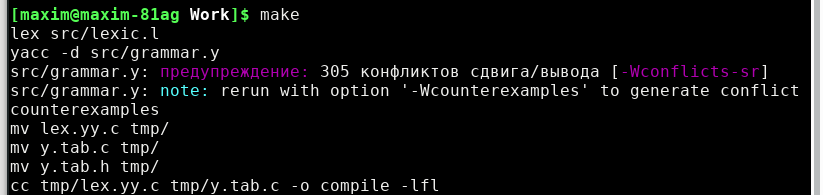 [maxim@maxim-81ag Work]$ make
lex src/lexic.l
yacc -d src/grammar.y
src/grammar.y: предупреждение: 305 конфликтов сдвига/вывода [-Wconflicts-sr]
src/grammar.y: note: rerun with option '-Wcounterexamples' to generate conflict
counterexamples
mv lex.yy.c tmp/
mv y.tab.c tmp/
mv y.tab.h tmp/
cc tmp/lex.yy.c tmp/y.tab.c -o compile -lfl